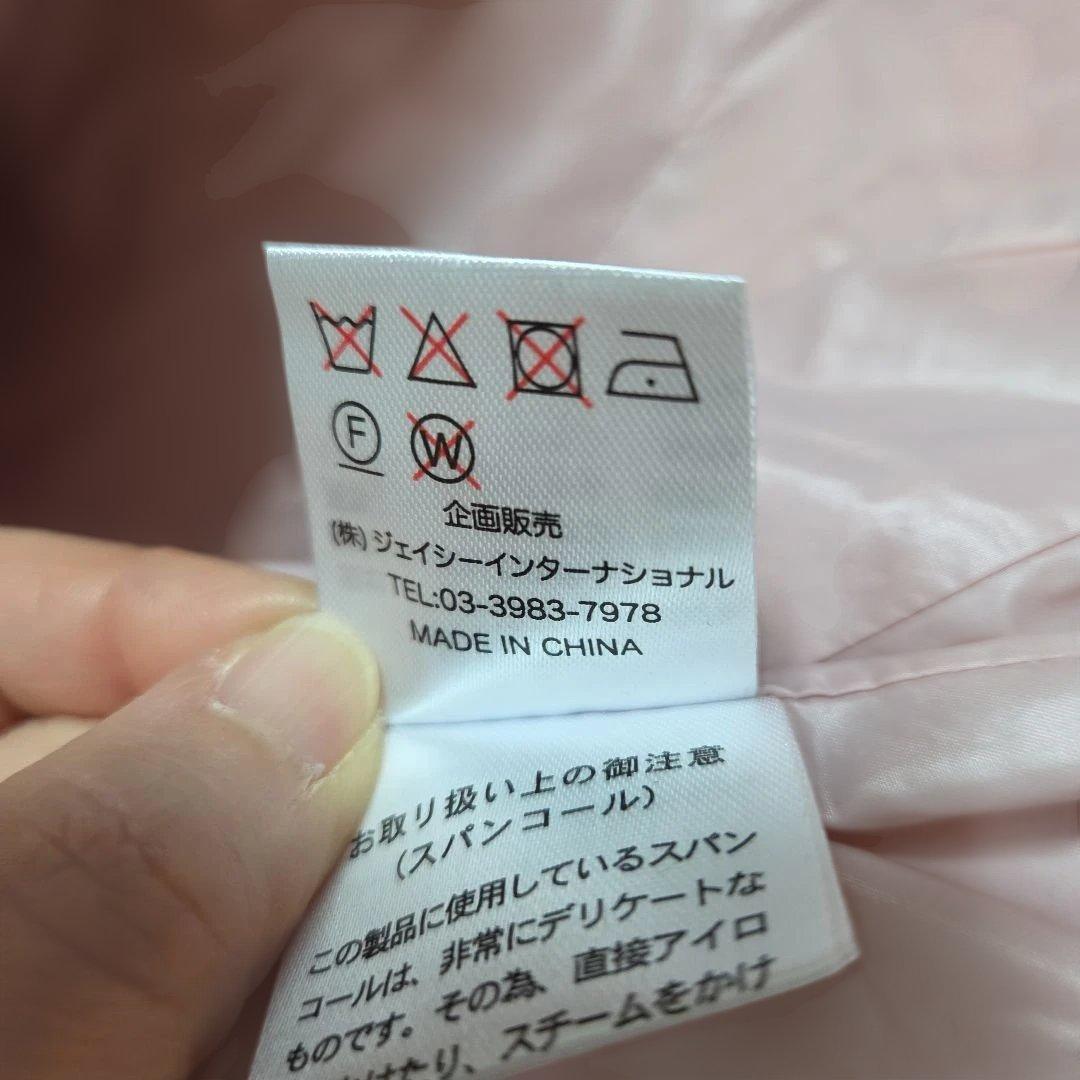 F W
企画販売
(株)ジェイシーインターナショナル
TEL:03-3983-7978
MADE IN CHINA
お取り扱い上の御注意
(スパンコール)
この製品に使用しているスパン
コールは、非常にデリケートな
ものです。その為、直接アイロ
けたり、スチームをかけ